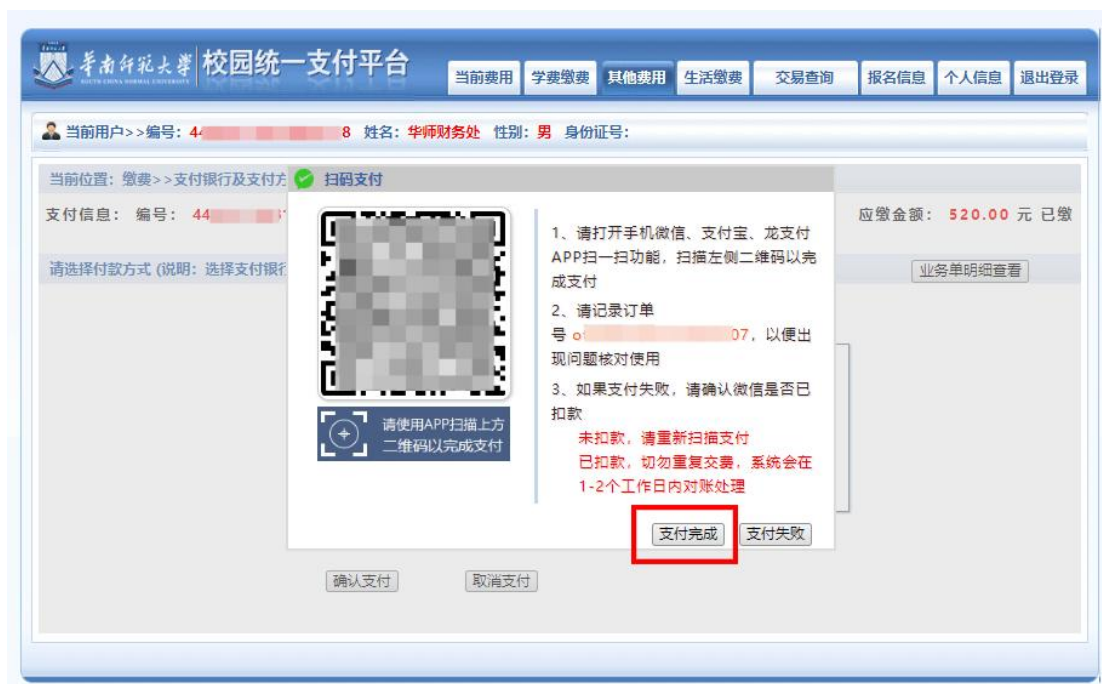 华南师范大学 校园统一支付平台
SOUTH CHINA NORMAL UNIVERSITY
当前费用 学费缴费 其他费用 生活缴费 交易查询 报名信息 个人信息 退出登录
当前用户>>编号: 44 8 姓名: 华师财务处 性别: 男 身份证号:
当前位置: 缴费>>支付银行及支付方
扫码支付
支付信息: 编号: 44
应缴金额: 520.00 元 已缴
请选择付款方式 (说明: 选择支付银行
业务单明细查看
1、请打开手机微信、支付宝、龙支付
APP扫一扫功能，扫描左侧二维码以完
成支付
2、请记录订单
号 o 07，以便出
现问题核对使用
3、如果支付失败，请确认微信是否已
扣款
未扣款，请重新扫描支付
已扣款，切勿重复交费，系统会在
1-2个工作日内对账处理
请使用APP扫描上方
二维码以完成支付
支付完成 支付失败
确认支付 取消支付